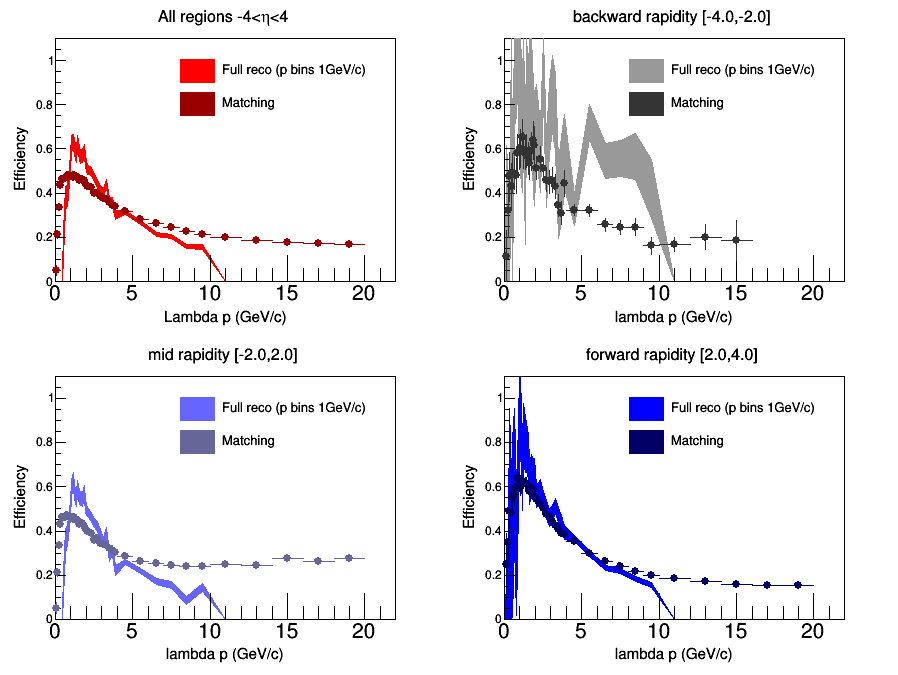 All regions -4<η<4
1
0.8
0.6
0.4
0.2
0
Efficiency
Full reco (p bins 1GeV/c)
Matching
0 5 10 15 20
Lambda p (GeV/c)
backward rapidity [-4.0,-2.0]
1
0.8
0.6
0.4
0.2
0
Efficiency
Full reco (p bins 1GeV/c)
Matching
0 5 10 15 20
lambda p (GeV/c)
mid rapidity [-2.0,2.0]
1
0.8
0.6
0.4
0.2
0
Efficiency
Full reco (p bins 1GeV/c)
Matching
0 5 10 15 20
lambda p (GeV/c)
forward rapidity [2.0,4.0]
1
0.8
0.6
0.4
0.2
0
Efficiency
Full reco (p bins 1GeV/c)
Matching
0 5 10 15 20
lambda p (GeV/c)